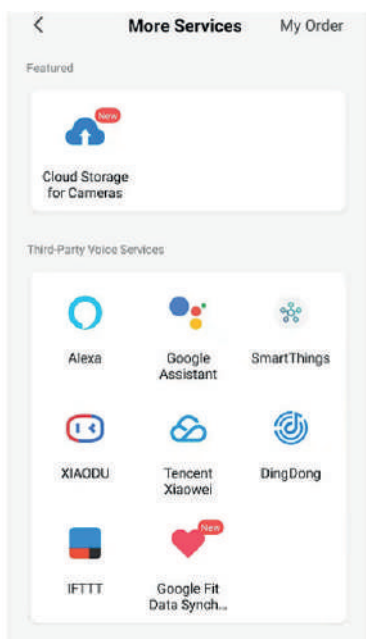 More Services My Order
Featured
New
Cloud Storage
for Cameras
Third-Party Voice Services
Alexa Google SmartThings
Assistant
XIAODU Tencent DingDong
Xiaowei
New
IFTTT Google Fit
Data Synch...